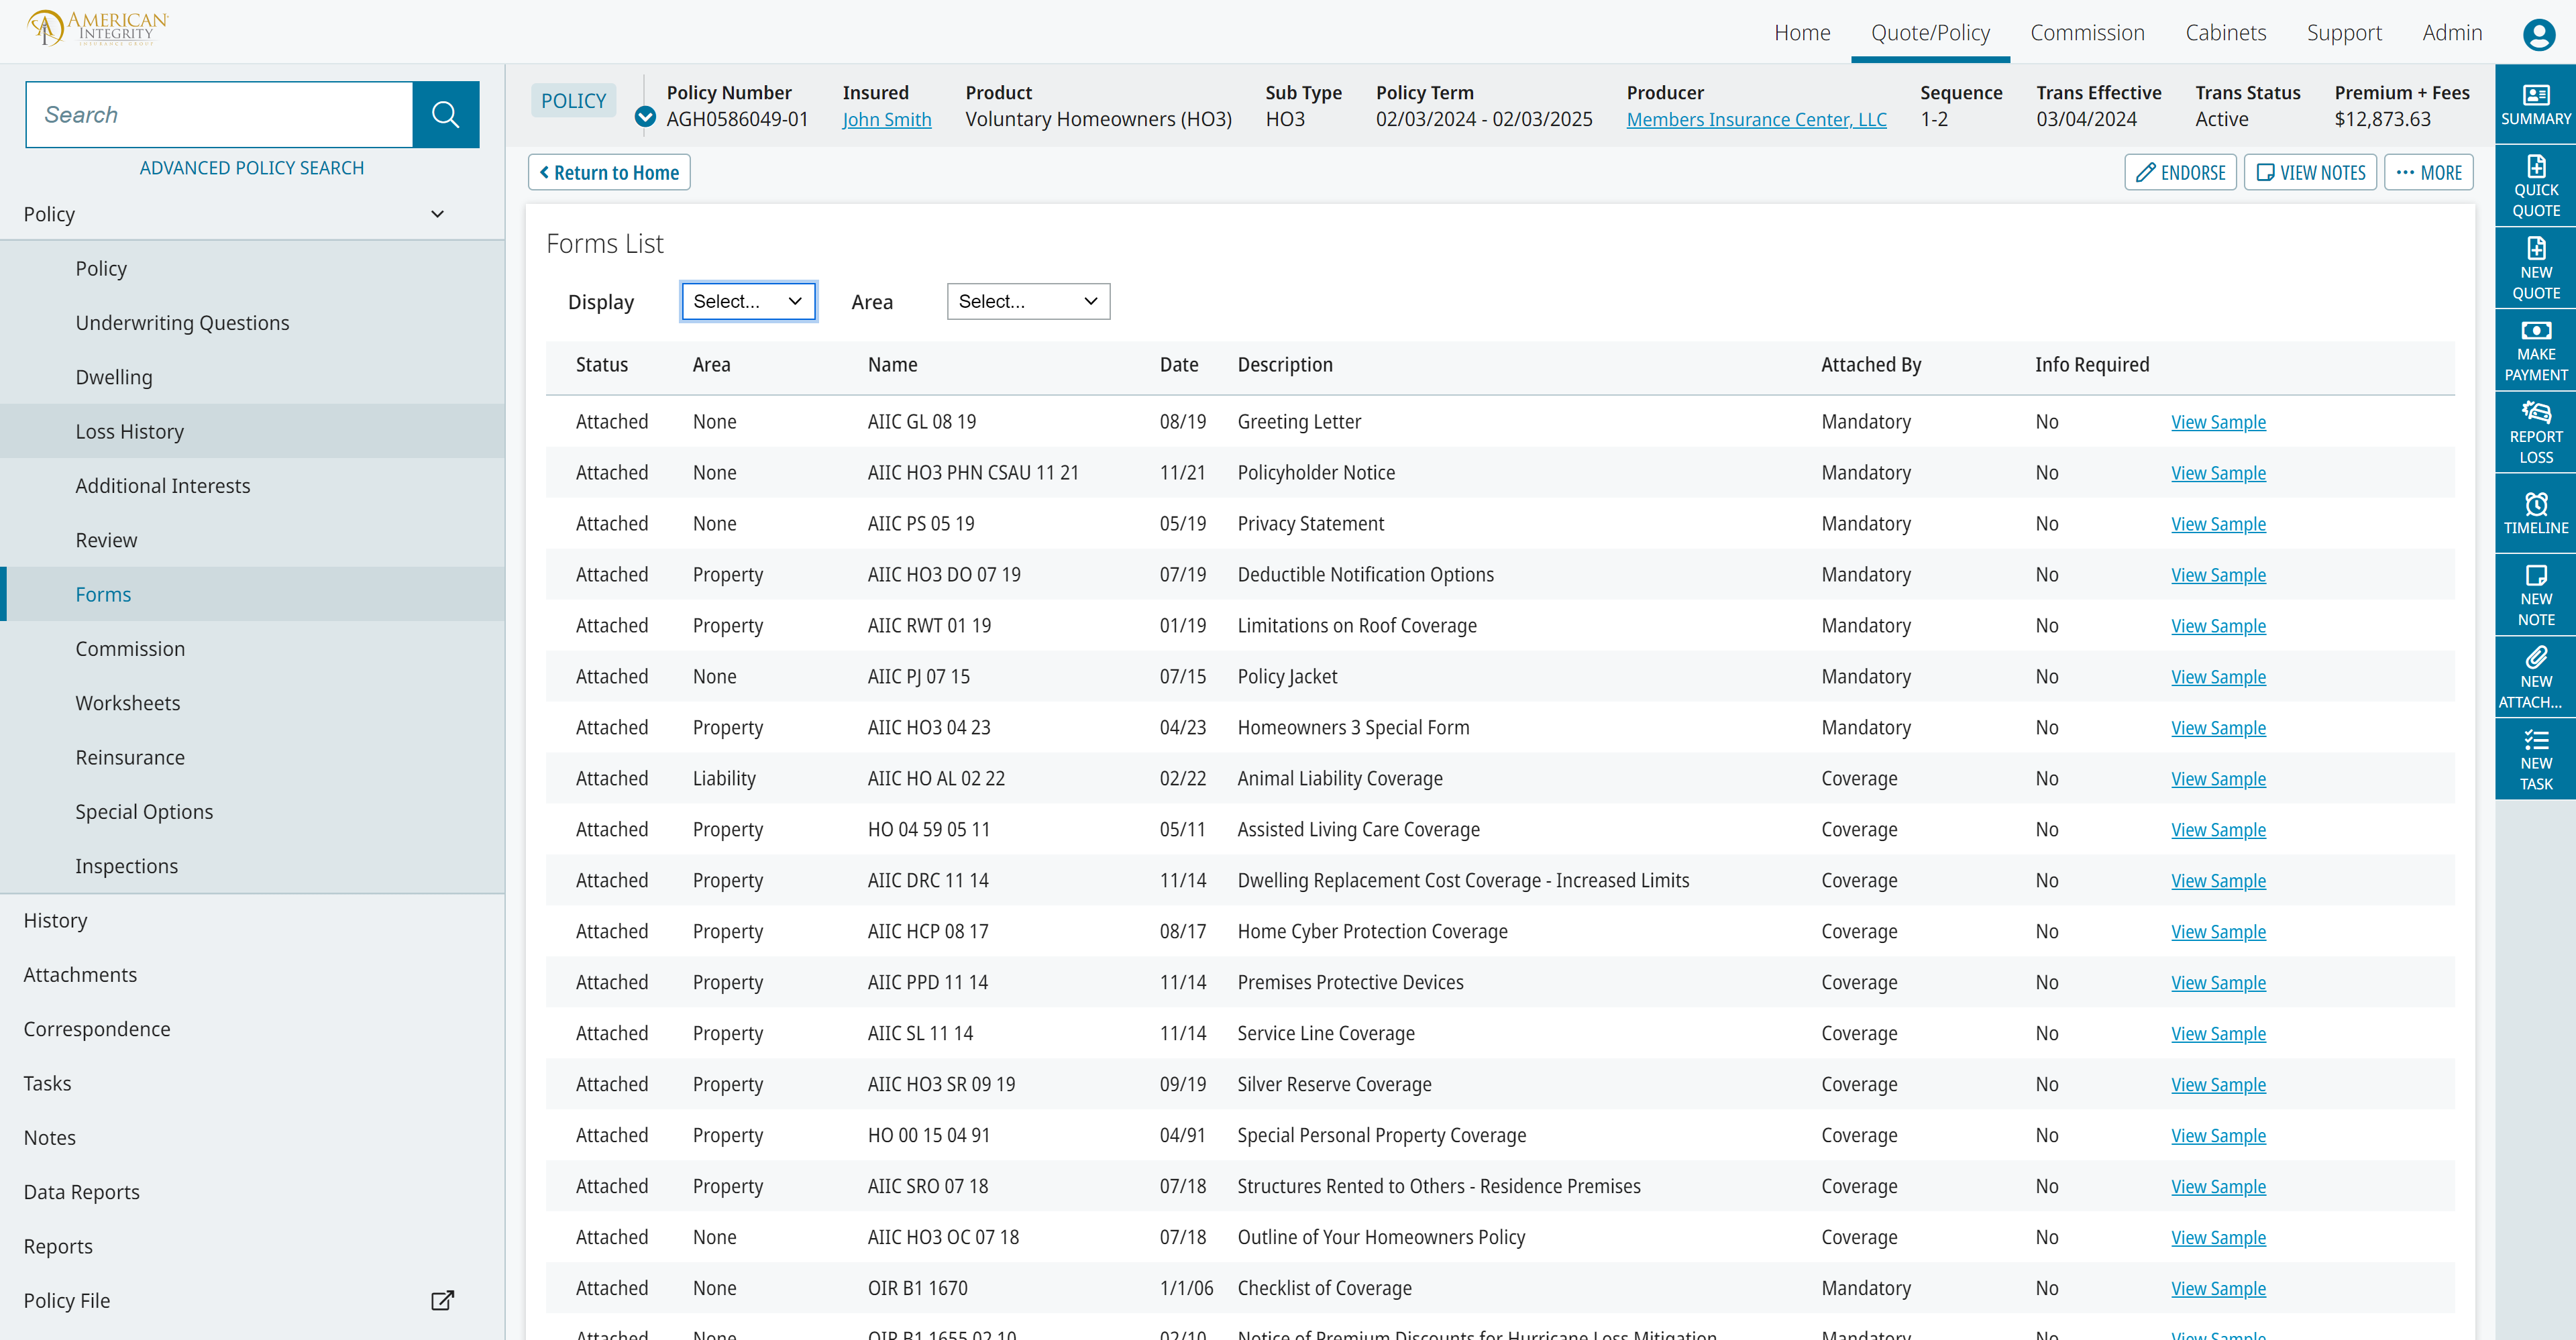 AMERICAN
INTEGRITY
INSURANCE GROUP
Home Quote/Policy Commission Cabinets Support Admin
Search
ADVANCED POLICY SEARCH
Policy
Policy
Underwriting Questions
Dwelling
Loss History
Additional Interests
Review
Forms
Commission
Worksheets
Reinsurance
Special Options
Inspections
History
Attachments
Correspondence
Tasks
Notes
Data Reports
Reports
Policy File
POLICY
Policy Number Insured Product Sub Type Policy Term Producer Sequence Trans Effective Trans Status Premium + Fees
AGH0586049-01 John Smith Voluntary Homeowners (HO3) HO3 02/03/2024 - 02/03/2025 Members Insurance Center, LLC 1-2 03/04/2024 Active $12,873.63
Return to Home ENDORSE VIEW NOTES MORE
Forms List
Display Select... Area Select...
Status Area Name Date Description Attached By Info Required
Attached None AIIC GL 08 19 08/19 Greeting Letter Mandatory No View Sample
Attached None AIIC HO3 PHN CSAU 11 21 11/21 Policyholder Notice Mandatory No View Sample
Attached None AIIC PS 05 19 05/19 Privacy Statement Mandatory No View Sample
Attached Property AIIC HO3 DO 07 19 07/19 Deductible Notification Options Mandatory No View Sample
Attached Property AIIC RWT 01 19 01/19 Limitations on Roof Coverage Mandatory No View Sample
Attached None AIIC PJ 07 15 07/15 Policy Jacket Mandatory No View Sample
Attached Property AIIC HO3 04 23 04/23 Homeowners 3 Special Form Mandatory No View Sample
Attached Liability AIIC HO AL 02 22 02/22 Animal Liability Coverage Coverage No View Sample
Attached Property HO 04 59 05 11 05/11 Assisted Living Care Coverage Coverage No View Sample
Attached Property AIIC DRC 11 14 11/14 Dwelling Replacement Cost Coverage - Increased Limits Coverage No View Sample
Attached Property AIIC HCP 08 17 08/17 Home Cyber Protection Coverage Coverage No View Sample
Attached Property AIIC PPD 11 14 11/14 Premises Protective Devices Coverage No View Sample
Attached Property AIIC SL 11 14 11/14 Service Line Coverage Coverage No View Sample
Attached Property AIIC HO3 SR 09 19 09/19 Silver Reserve Coverage Coverage No View Sample
Attached Property HO 00 15 04 91 04/91 Special Personal Property Coverage Coverage No View Sample
Attached Property AIIC SRO 07 18 07/18 Structures Rented to Others - Residence Premises Coverage No View Sample
Attached None AIIC HO3 OC 07 18 07/18 Outline of Your Homeowners Policy Coverage No View Sample
Attached None OIR B1 1670 1/1/06 Checklist of Coverage Mandatory No View Sample
Attached None OIR B1 1655 02 10 02/10 Notice of Premium Discounts for Hurricane Loss Mitigation Mandatory No View Sample
SUMMARY
QUICK
QUOTE
NEW
QUOTE
MAKE
PAYMENT
REPORT
LOSS
TIMELINE
NEW
NOTE
NEW
ATTACH...
NEW
TASK